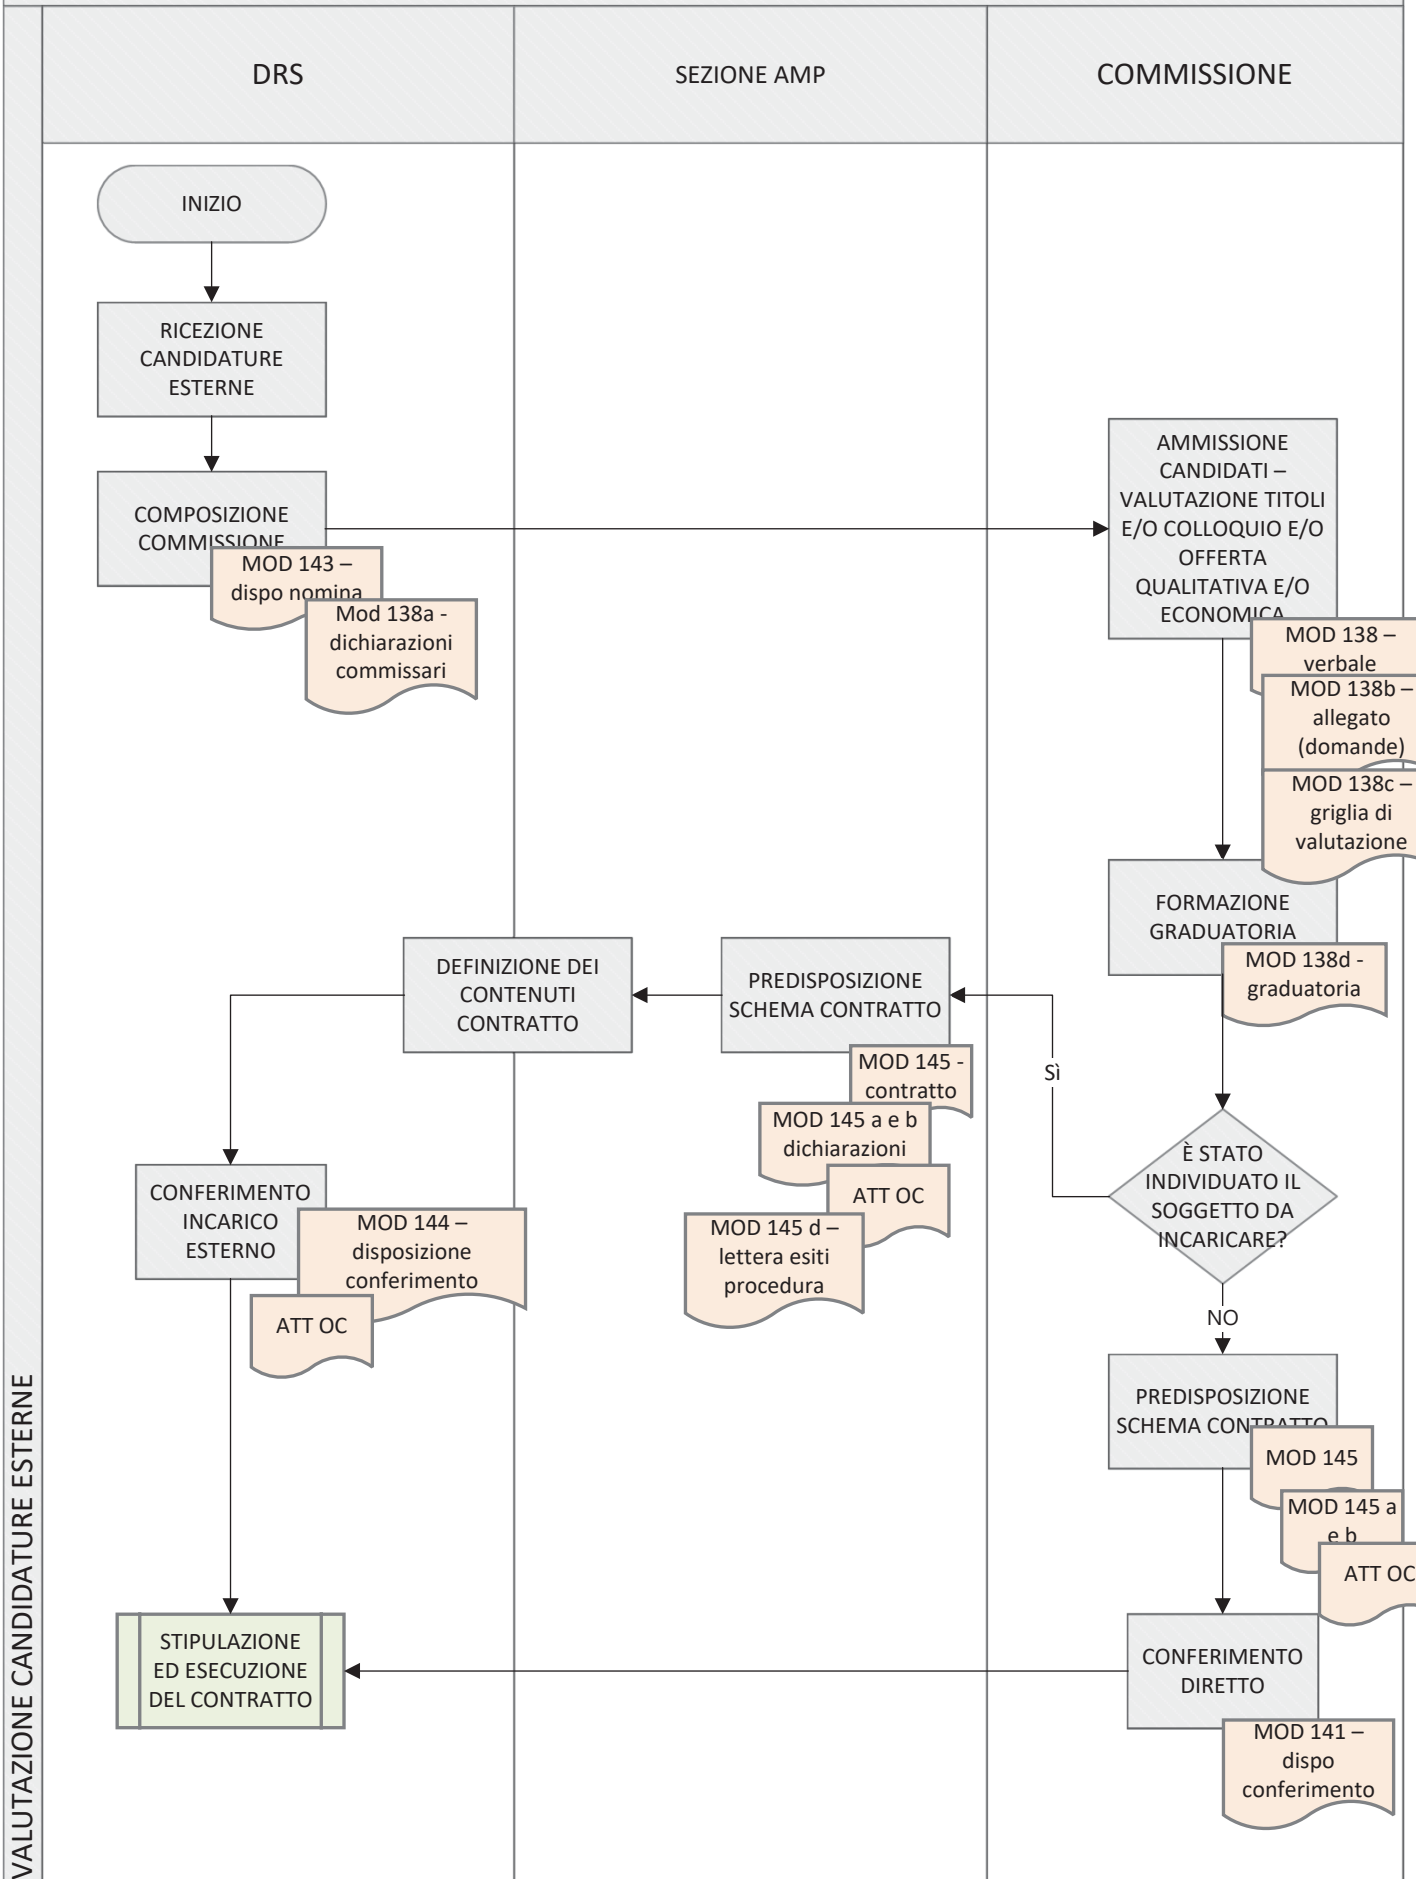 DRS
SEZIONE AMP
COMMISSIONE
INIZIO
RICEZIONE
CANDIDATURE
ESTERNE
COMPOSIZIONE
COMMISSIONE
MOD 143 –
dispo nomina
Mod 138a -
dichiarazioni
commissari
AMMISSIONE
CANDIDATI –
VALUTAZIONE TITOLI
E/O COLLOQUIO E/O
OFFERTA
QUALITATIVA E/O
ECONOMICA
MOD 138 –
verbale
MOD 138b –
allegato
(domande)
MOD 138c –
griglia di
valutazione
FORMAZIONE
GRADUATORIA
MOD 138d -
graduatoria
DEFINIZIONE DEI
CONTENUTI
CONTRATTO
PREDISPOSIZIONE
SCHEMA CONTRATTO
MOD 145 -
contratto
MOD 145 a e b
dichiarazioni
ATT OC
MOD 145 d –
lettera esiti
procedura
Sì
È STATO
INDIVIDUATO IL
SOGGETTO DA
INCARICARE?
NO
CONFERIMENTO
INCARICO
ESTERNO
MOD 144 –
disposizione
conferimento
ATT OC
PREDISPOSIZIONE
SCHEMA CONTRATTO
MOD 145
MOD 145 a
e b
ATT OC
STIPULAZIONE
ED ESECUZIONE
DEL CONTRATTO
CONFERIMENTO
DIRETTO
MOD 141 –
dispo
conferimento
VALUTAZIONE CANDIDATURE ESTERNE